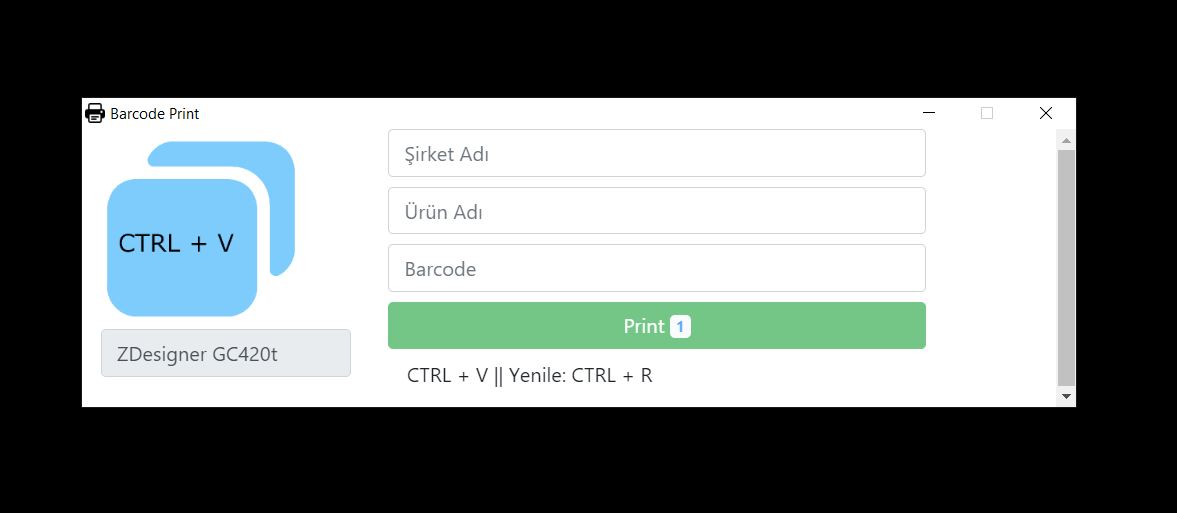 Barcode Print
CTRL + V
ZDesigner GC420t
Şirket Adı
Ürün Adı
Barcode
Print 1
CTRL + V || Yenile: CTRL + R